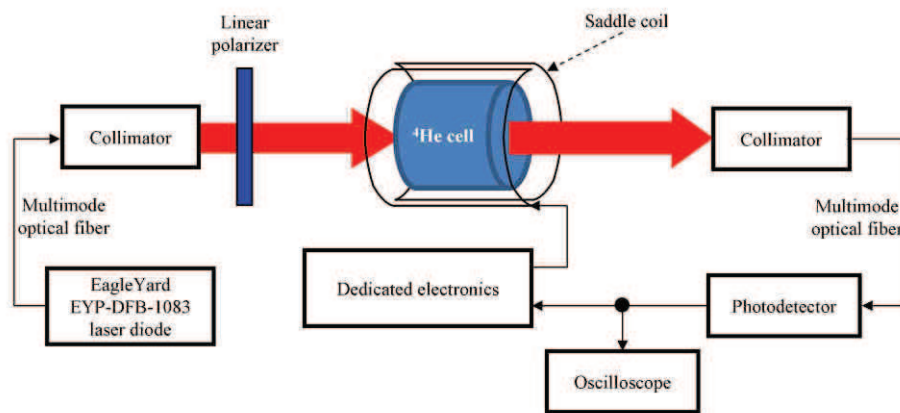 Linear
polarizer
Saddle coil
Collimator
⁴He cell
Collimator
Multimode
optical fiber
Multimode
optical fiber
EagleYard
EYP-DFB-1083
laser diode
Dedicated electronics
Photodetector
Oscilloscope